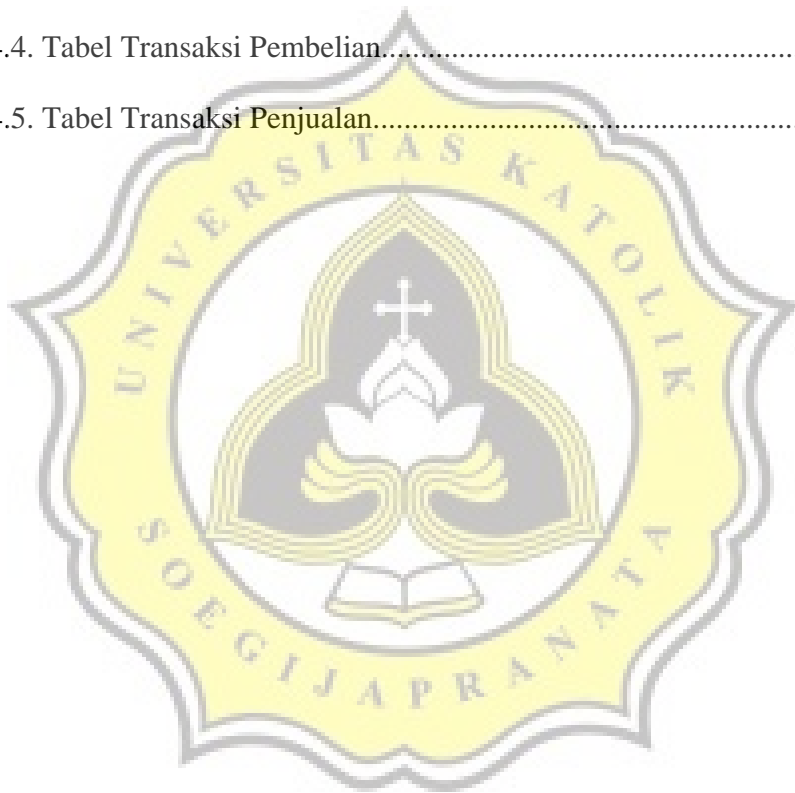 .4. Tabel Transaksi Pembelian
.5. Tabel Transaksi Penjualan
UNIVERSITAS KATOLIK
SOEGIJAPRANATA